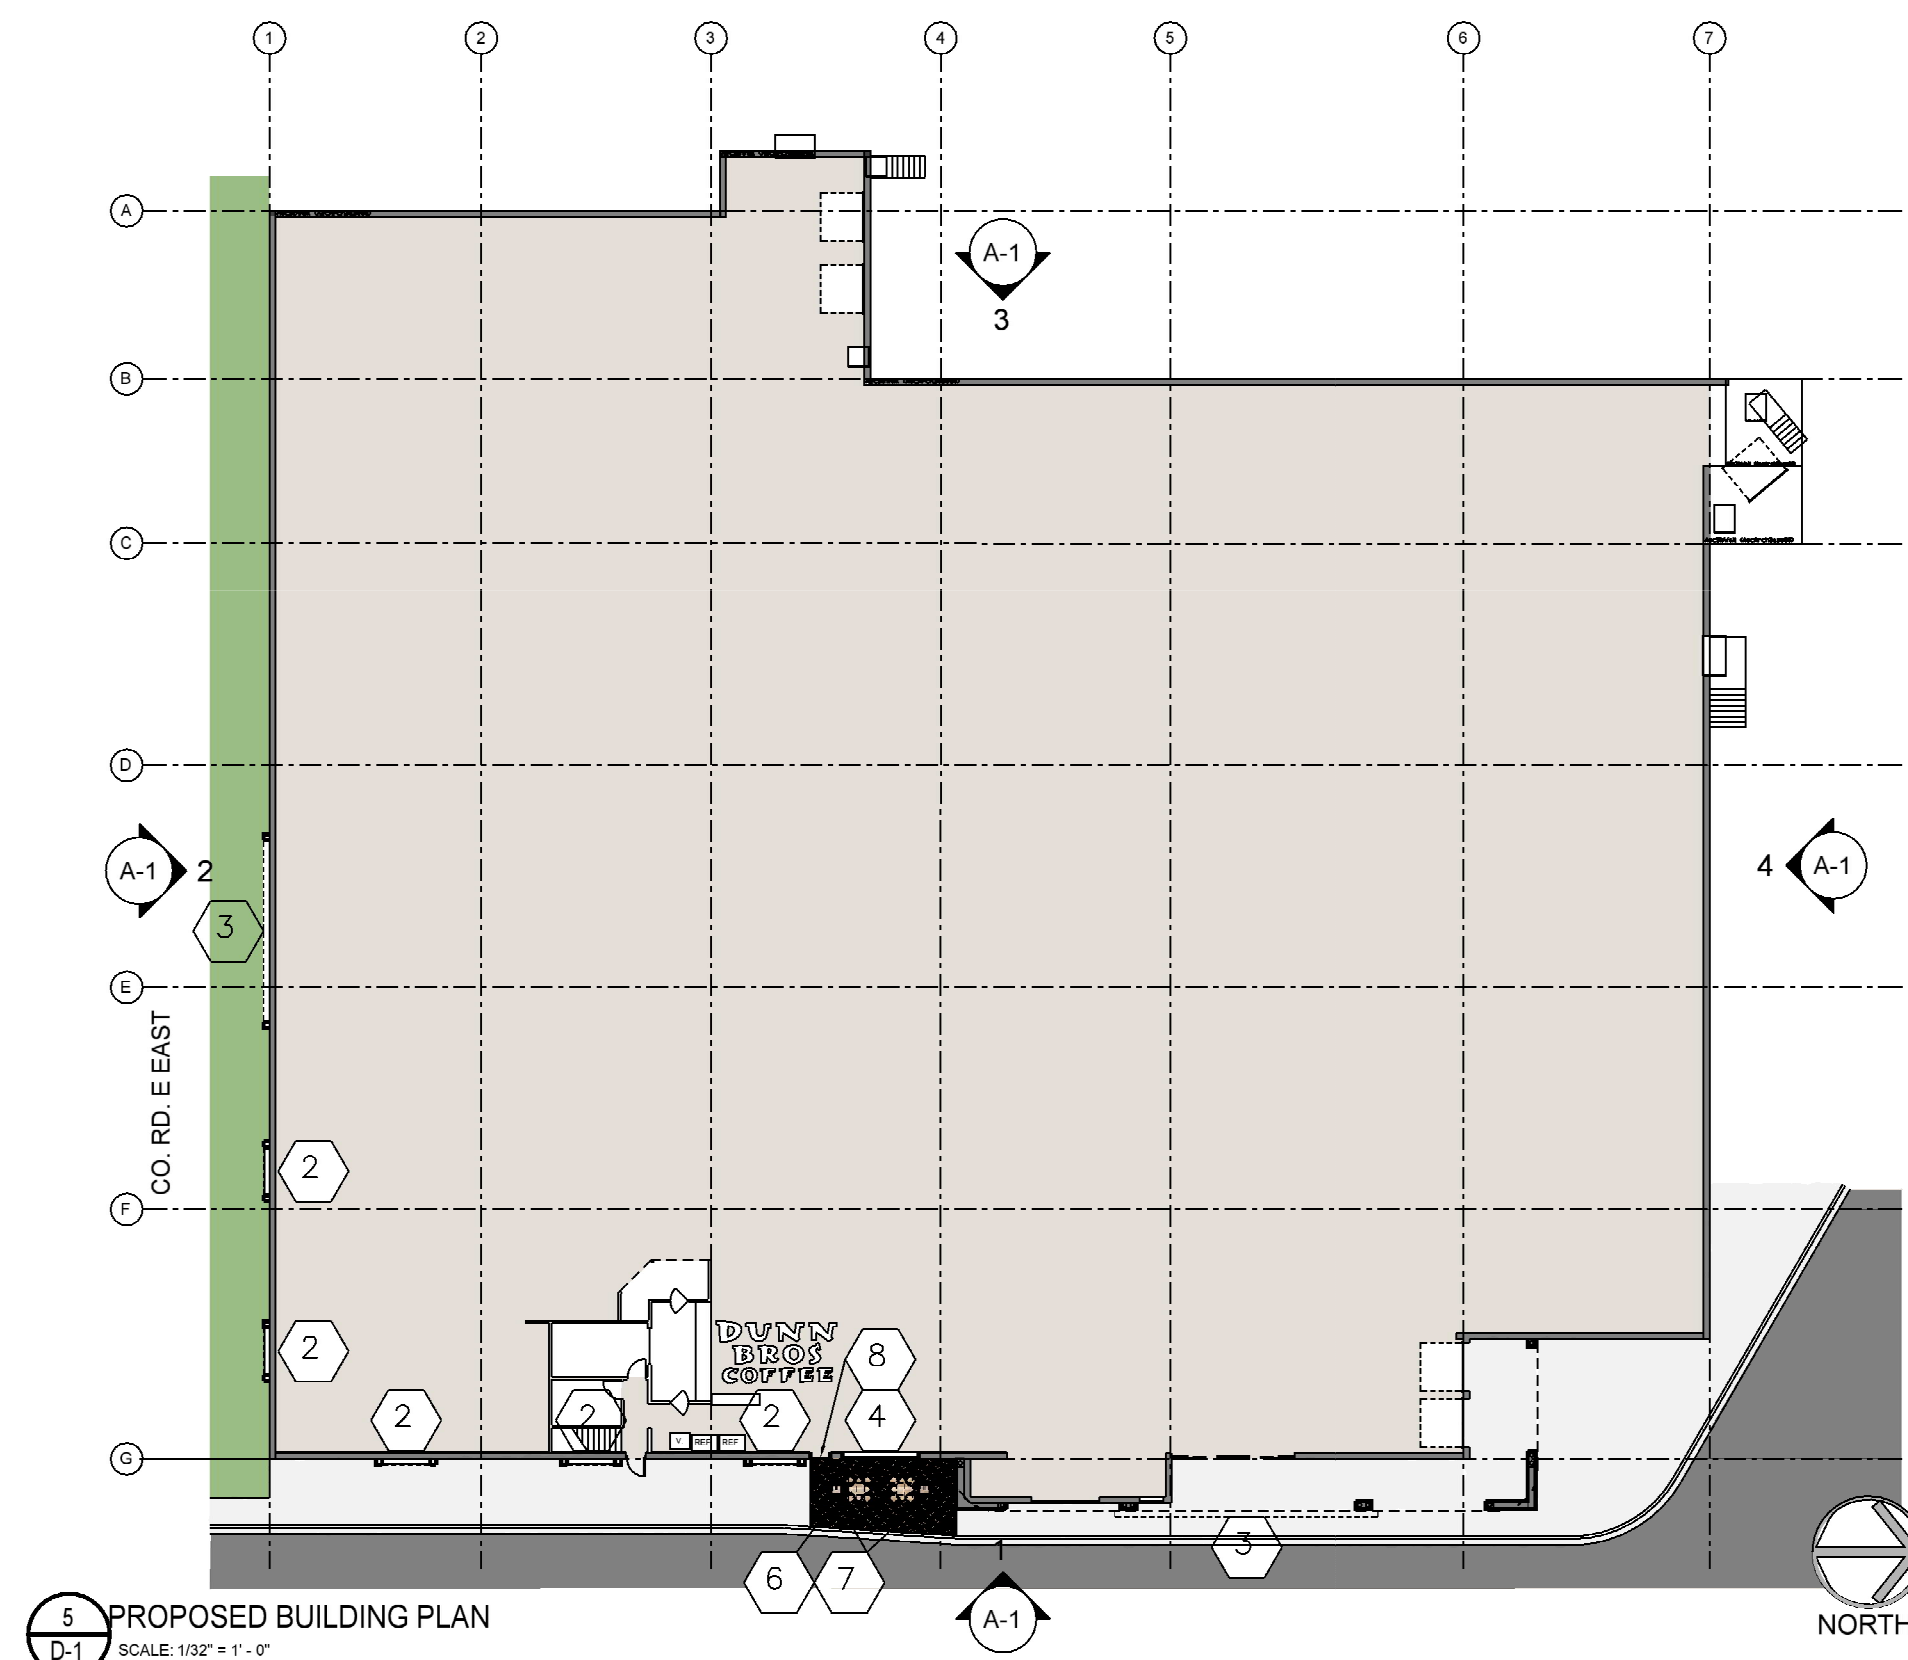 1 2 3 4 5 6 7
A
A-1
3
B
C
D
A-1 2
4 A-1
3
E
CO. RD. E EAST
2
F
DUNN
BROS
COFFEE
8
2
2 2 2 4
V REF REF
G
1
3
6 7
A-1
5
D-1
PROPOSED BUILDING PLAN
SCALE: 1/32" = 1' - 0"
NORTH